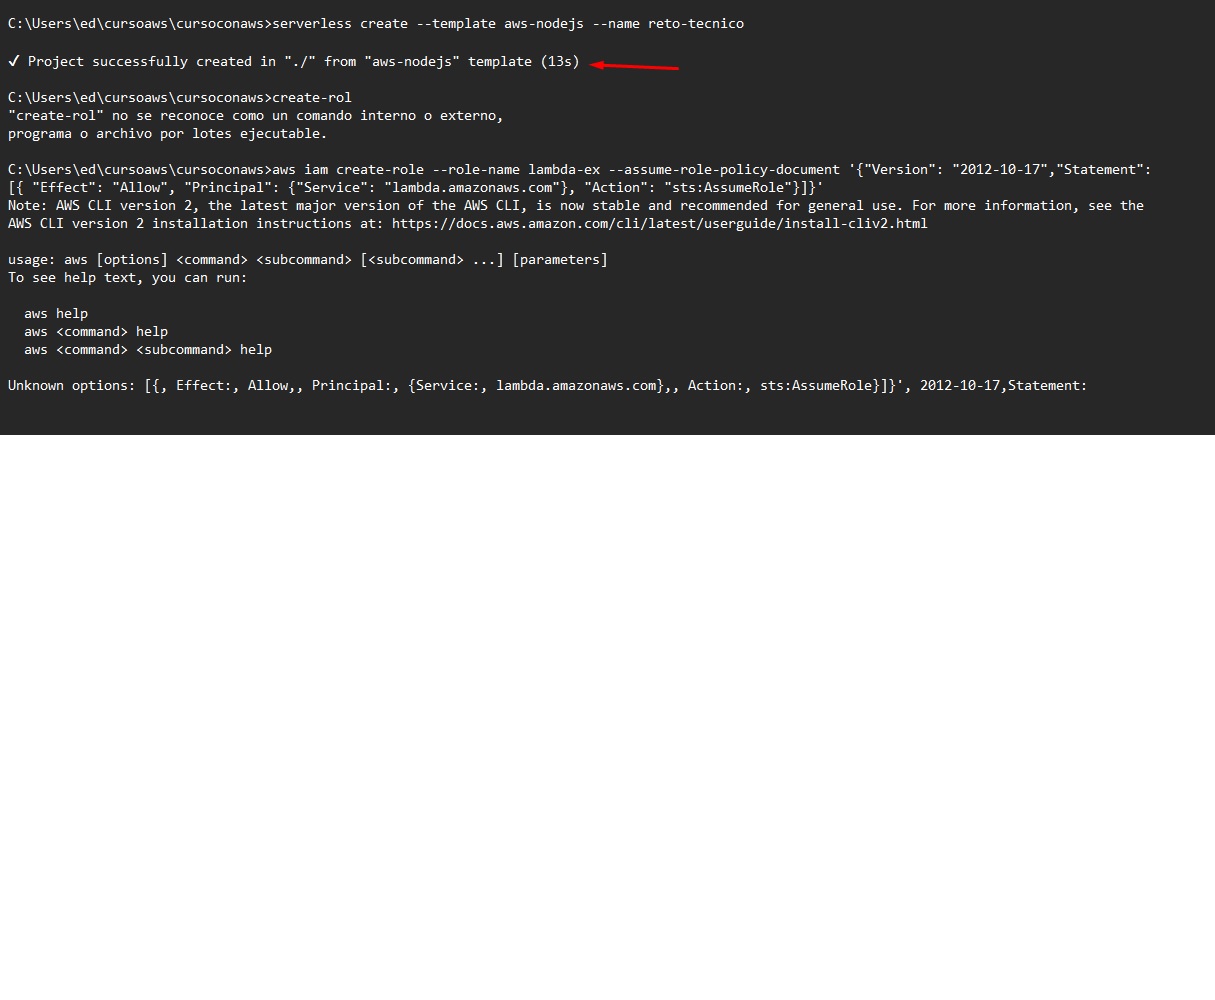 C:\Users\ed\cursoaws\cursoconaws>serverless create --template aws-nodejs --name reto-tecnico
✓ Project successfully created in "./" from "aws-nodejs" template (13s)
C:\Users\ed\cursoaws\cursoconaws>create-rol
"create-rol" no se reconoce como un comando interno o externo,
programa o archivo por lotes ejecutable.
C:\Users\ed\cursoaws\cursoconaws>aws iam create-role --role-name lambda-ex --assume-role-policy-document '{"Version": "2012-10-17","Statement":
[{ "Effect": "Allow", "Principal": {"Service": "lambda.amazonaws.com"}, "Action": "sts:AssumeRole"}]}'
Note: AWS CLI version 2, the latest major version of the AWS CLI, is now stable and recommended for general use. For more information, see the
AWS CLI version 2 installation instructions at: https://docs.aws.amazon.com/cli/latest/userguide/install-cliv2.html
usage: aws [options] <command> <subcommand> [<subcommand> ...] [parameters]
To see help text, you can run:
aws help
aws <command> help
aws <command> <subcommand> help
Unknown options: [{, Effect:, Allow,, Principal:, {Service:, lambda.amazonaws.com},, Action:, sts:AssumeRole}]}', 2012-10-17,Statement: